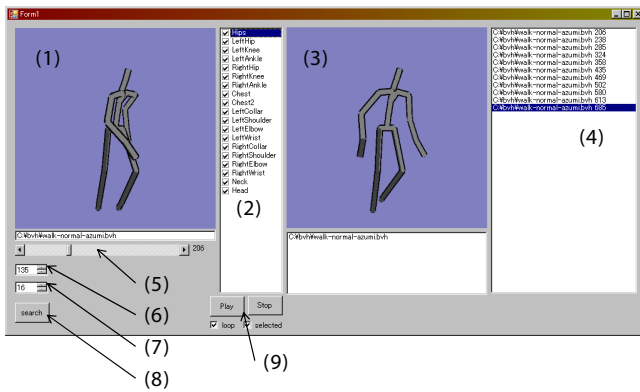 Form1
(1)
Hips
LeftHip
LeftKnee
LeftAnkle
RightHip
RightKnee
RightAnkle
Chest
Chest2
LeftCollar
LeftShoulder
LeftElbow
LeftWrist
RightCollar
RightShoulder
RightElbow
RightWrist
Neck
Head
(2)
(3)
C:¥bvh¥walk-normal-azumi.bvh 206
C:¥bvh¥walk-normal-azumi.bvh 238
C:¥bvh¥walk-normal-azumi.bvh 285
C:¥bvh¥walk-normal-azumi.bvh 324
C:¥bvh¥walk-normal-azumi.bvh 358
C:¥bvh¥walk-normal-azumi.bvh 435
C:¥bvh¥walk-normal-azumi.bvh 469
C:¥bvh¥walk-normal-azumi.bvh 502
C:¥bvh¥walk-normal-azumi.bvh 580
C:¥bvh¥walk-normal-azumi.bvh 613
C:¥bvh¥walk-normal-azumi.bvh 685
(4)
C:¥bvh¥walk-normal-azumi.bvh
206
C:¥bvh¥walk-normal-azumi.bvh
(5)
135
(6)
16
(7)
search
(8)
Play
Stop
loop
selected
(9)